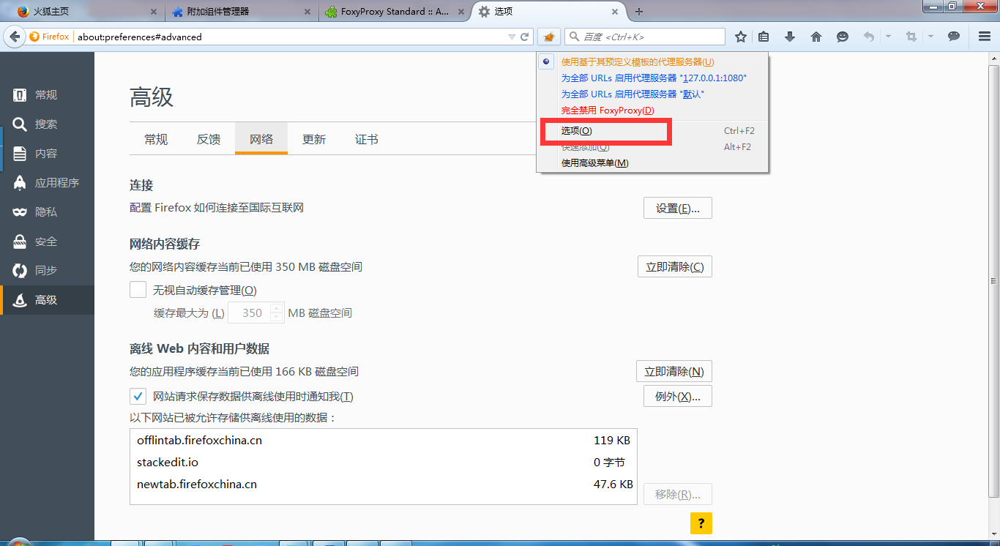 火狐主页
附加组件管理器
FoxyProxy Standard :: A...
选项
Firefox
about:preferences#advanced
百度 <Ctrl+K>
使用基于其预定义模板的代理服务器(U)
为全部 URLs 启用代理服务器 "127.0.0.1:1080"
为全部 URLs 启用代理服务器 "默认"
完全禁用 FoxyProxy(D)
选项(O) Ctrl+F2
快速添加(Q) Alt+F2
使用高级菜单(M)
常规
搜索
内容
应用程序
隐私
安全
同步
高级
高级
常规 反馈 网络 更新 证书
连接
配置 Firefox 如何连接至国际互联网
设置(E)...
网络内容缓存
您的网络内容缓存当前已使用 350 MB 磁盘空间
立即清除(C)
无视自动缓存管理(O)
缓存最大为 (L) 350 MB 磁盘空间
离线 Web 内容和用户数据
您的应用程序缓存当前已使用 166 KB 磁盘空间
立即清除(N)
网站请求保存数据供离线使用时通知我(T)
例外(X)...
以下网站已被允许存储供离线使用的数据：
offlintab.firefoxchina.cn 119 KB
stackedit.io 0 字节
newtab.firefoxchina.cn 47.6 KB
移除(R)...
?